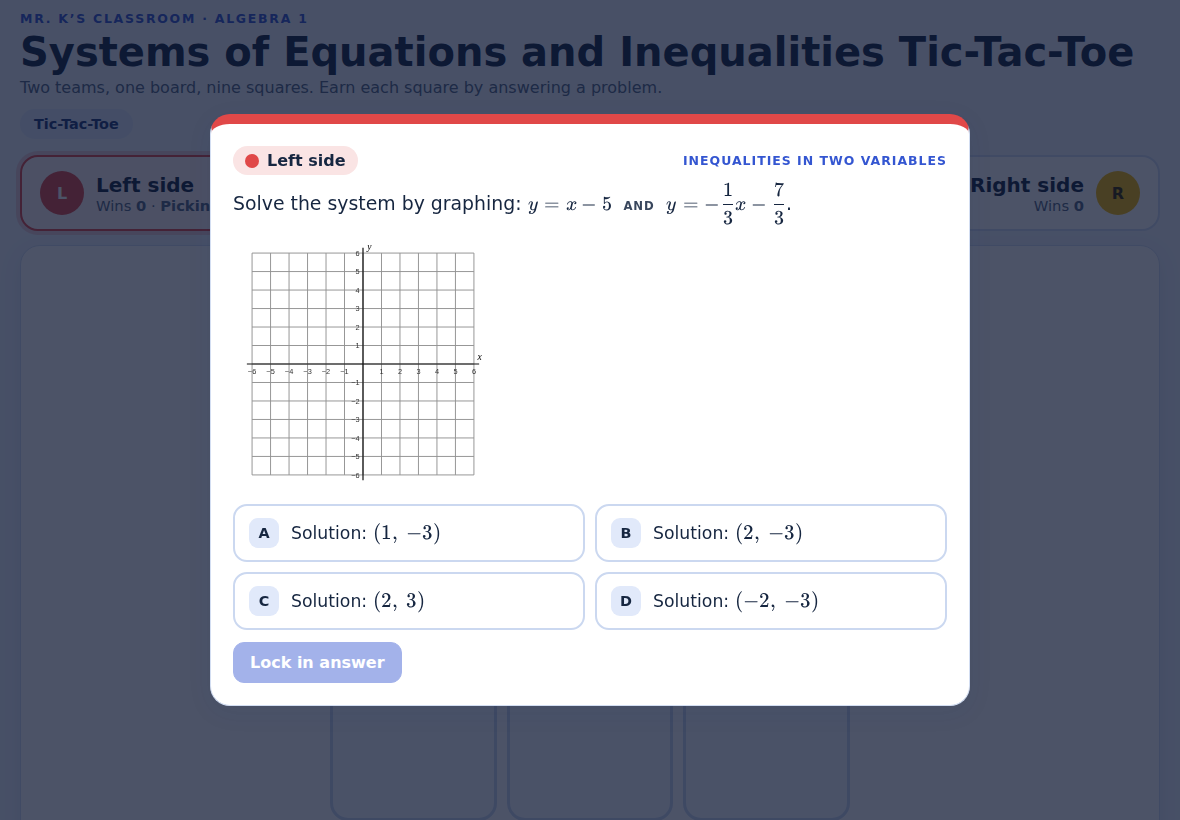 MR. K'S CLASSROOM · ALGEBRA 1
Systems of Equations and Inequalities Tic-Tac-Toe
Two teams, one board, nine squares. Earn each square by answering a problem.
Tic-Tac-Toe
L
Left side
Wins 0 · Pickin
Right side
Wins 0
R
Left side
INEQUALITIES IN TWO VARIABLES
Solve the system by graphing: y = x − 5 AND y = −1/3x − 7/3.
y
6
5
4
3
2
1
x
−6 −5 −4 −3 −2 −1 1 2 3 4 5 6
−1
−2
−3
−4
−5
−6
A Solution: (1, −3)
B Solution: (2, −3)
C Solution: (2, 3)
D Solution: (−2, −3)
Lock in answer